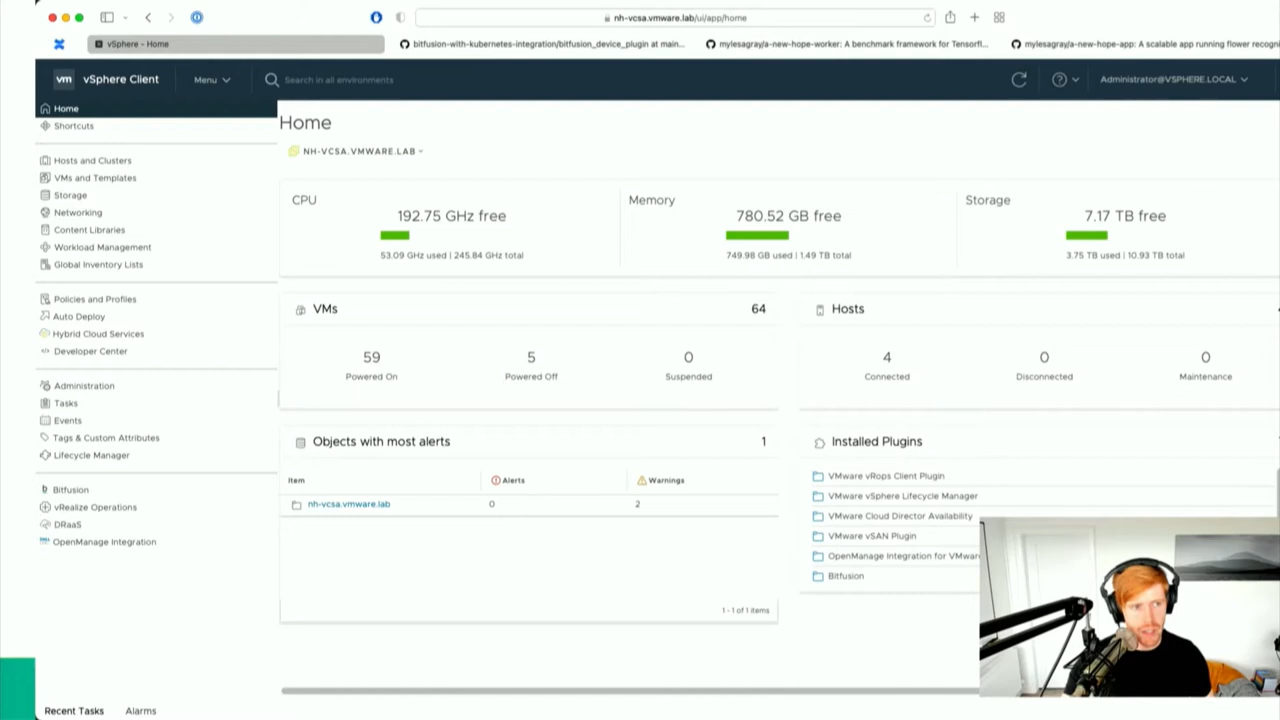 nh-vcsa.vmware.lab/ui/app/home
vSphere - Home
bitfusion-with-kubernetes-integration/bitfusion_device_plugin at main...
mylesagray/a-new-hope-worker: A benchmark framework for Tensorfl...
mylesagray/a-new-hope-app: A scalable app running flower recogni
vm vSphere Client
Menu
Search in all environments
Administrator@VSPHERE.LOCAL
Home
Shortcuts
Hosts and Clusters
VMs and Templates
Storage
Networking
Content Libraries
Workload Management
Global Inventory Lists
Policies and Profiles
Auto Deploy
Hybrid Cloud Services
Developer Center
Administration
Tasks
Events
Tags & Custom Attributes
Lifecycle Manager
Bitfusion
vRealize Operations
DRaaS
OpenManage Integration
Home
NH-VCSA.VMWARE.LAB
CPU
192.75 GHz free
53.09 GHz used | 245.84 GHz total
Memory
780.52 GB free
749.98 GB used | 1.49 TB total
Storage
7.17 TB free
3.75 TB used | 10.93 TB total
VMs
64
59
5
0
Powered On
Powered Off
Suspended
Hosts
4
0
0
Connected
Disconnected
Maintenance
Objects with most alerts
1
Item
Alerts
Warnings
nh-vcsa.vmware.lab
0
2
1 - 1 of 1 items
Installed Plugins
VMware vRops Client Plugin
VMware vSphere Lifecycle Manager
VMware Cloud Director Availability
VMware vSAN Plugin
OpenManage Integration for VMwar
Bitfusion
Recent Tasks
Alarms